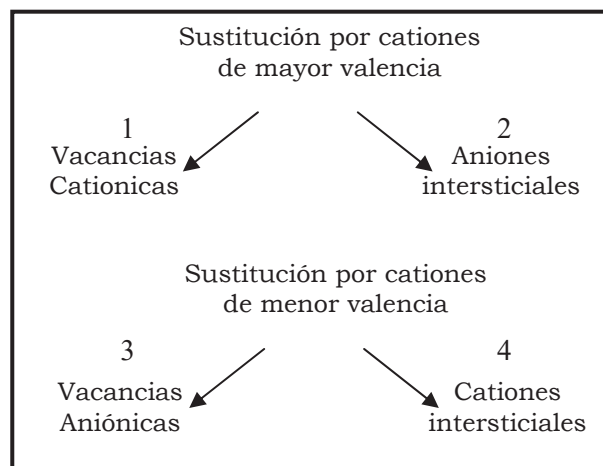 Sustitución por cationes
de mayor valencia
1
Vacancias
Cationicas
2
Aniones
intersticiales
Sustitución por cationes
de menor valencia
3
Vacancias
Aniónicas
4
Cationes
intersticiales